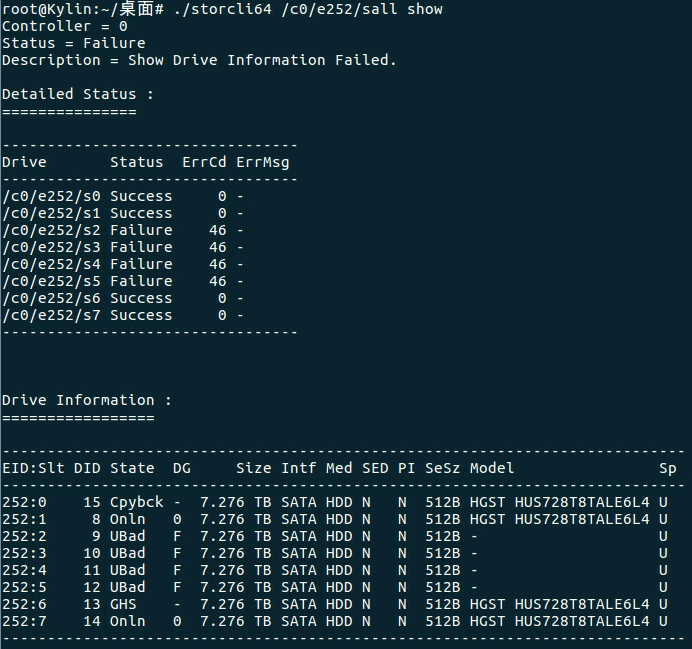 root@Kylin:~/桌面# ./storcli64 /c0/e252/sall show
Controller = 0
Status = Failure
Description = Show Drive Information Failed.

Detailed Status :
===============

---------------------------------
Drive       Status  ErrCd ErrMsg
---------------------------------
/c0/e252/s0 Success     0 -
/c0/e252/s1 Success     0 -
/c0/e252/s2 Failure    46 -
/c0/e252/s3 Failure    46 -
/c0/e252/s4 Failure    46 -
/c0/e252/s5 Failure    46 -
/c0/e252/s6 Success     0 -
/c0/e252/s7 Success     0 -
---------------------------------

Drive Information :
=================

----------------------------------------------------------------------------
EID:Slt DID State  DG     Size Intf Med SED PI SeSz Model                Sp
----------------------------------------------------------------------------
252:0    15 Cpybck -  7.276 TB SATA HDD N   N  512B HGST HUS728T8TALE6L4 U
252:1     8 Onln   0  7.276 TB SATA HDD N   N  512B HGST HUS728T8TALE6L4 U
252:2     9 UBad   F  7.276 TB SATA HDD N   N  512B -                    U
252:3    10 UBad   F  7.276 TB SATA HDD N   N  512B -                    U
252:4    11 UBad   F  7.276 TB SATA HDD N   N  512B -                    U
252:5    12 UBad   F  7.276 TB SATA HDD N   N  512B -                    U
252:6    13 GHS    -  7.276 TB SATA HDD N   N  512B HGST HUS728T8TALE6L4 U
252:7    14 Onln   0  7.276 TB SATA HDD N   N  512B HGST HUS728T8TALE6L4 U
----------------------------------------------------------------------------